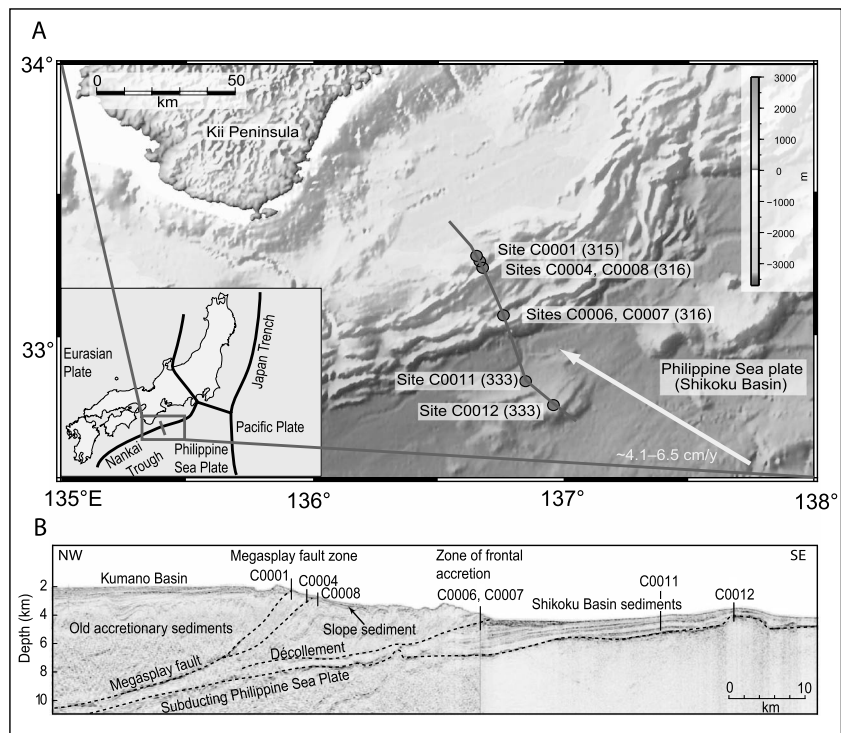 A
34°
33°
0 50
km
Kii Peninsula
3000
2000
1000
0
−1000
−2000
−3000
m
Site C0001 (315)
Sites C0004, C0008 (316)
Sites C0006, C0007 (316)
Site C0011 (333)
Site C0012 (333)
Philippine Sea plate
(Shikoku Basin)
~4.1–6.5 cm/y
Eurasian
Plate
Japan Trench
Pacific Plate
Nankai
Trough
Philippine
Sea Plate
135°E 136° 137° 138°
B
NW Megasplay fault zone Zone of frontal
accretion SE
Kumano Basin
C0001
C0004
C0008
C0006, C0007
C0011
C0012
Shikoku Basin sediments
Old accretionary sediments
Slope sediment
Décollement
Megasplay fault
Subducting Philippine Sea Plate
Depth (km)
2
4
6
8
10
0 10
km